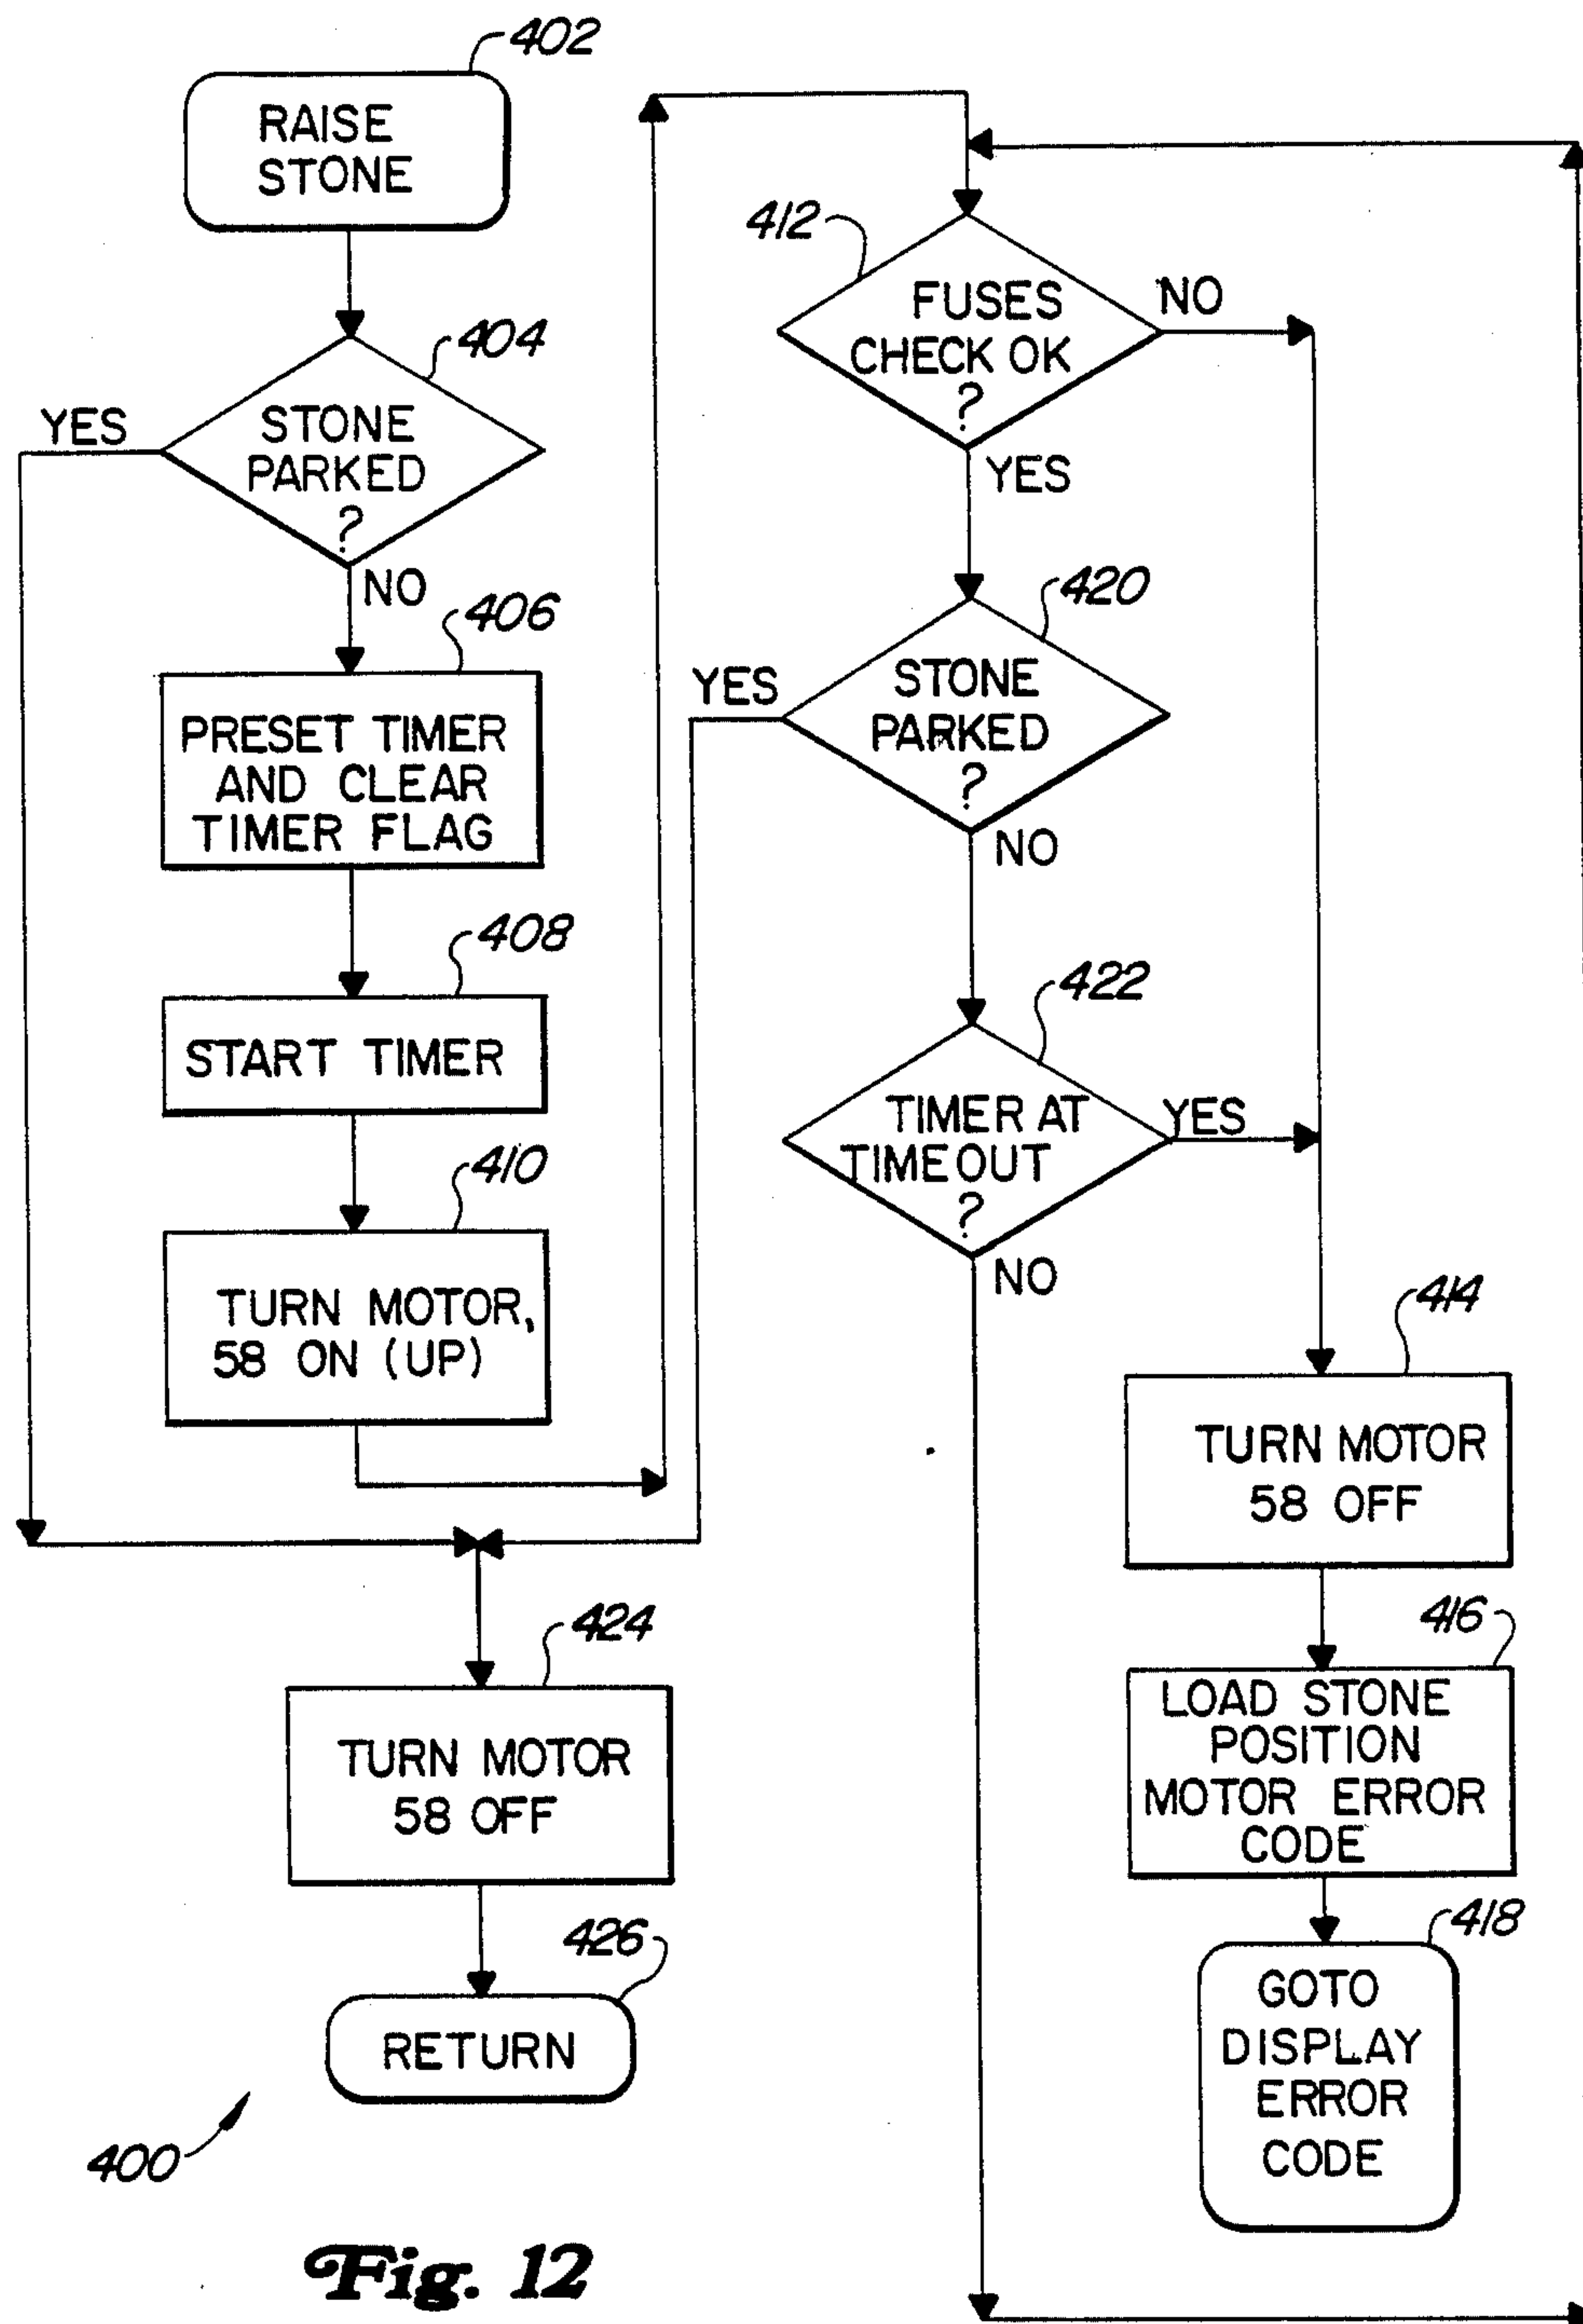 402
RAISE
STONE
404
YES
STONE
PARKED
?
NO
406
PRESET TIMER
AND CLEAR
TIMER FLAG
408
START TIMER
410
TURN MOTOR,
58 ON (UP)
412
FUSES
CHECK OK
?
NO
YES
420
YES
STONE
PARKED
?
NO
422
TIMER AT
TIMEOUT
?
YES
NO
414
TURN MOTOR
58 OFF
416
LOAD STONE
POSITION
MOTOR ERROR
CODE
418
GOTO
DISPLAY
ERROR
CODE
424
TURN MOTOR
58 OFF
426
RETURN
400
Fig. 12